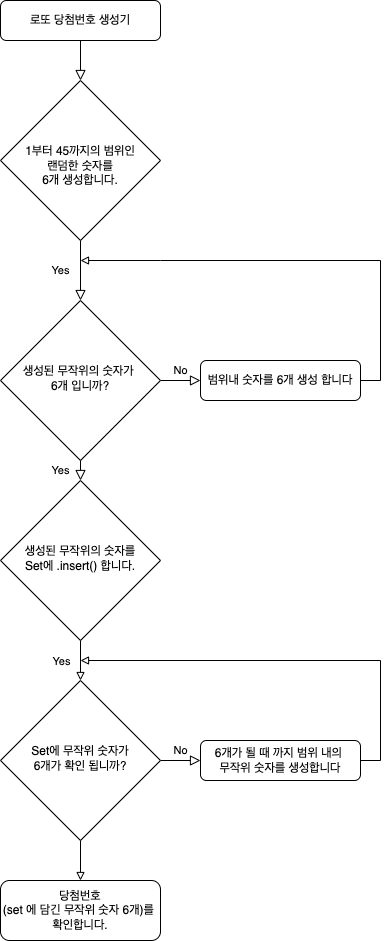 로또 당첨번호 생성기
1부터 45까지의 범위인
랜덤한 숫자를
6개 생성합니다.
Yes
생성된 무작위의 숫자가
6개 입니까?
No
범위내 숫자를 6개 생성 합니다
Yes
생성된 무작위의 숫자를
Set에 .insert() 합니다.
Yes
Set에 무작위 숫자가
6개가 확인 됩니까?
No
6개가 될 때 까지 범위 내의
무작위 숫자를 생성합니다
당첨번호
(set 에 담긴 무작위 숫자 6개)를
확인합니다.